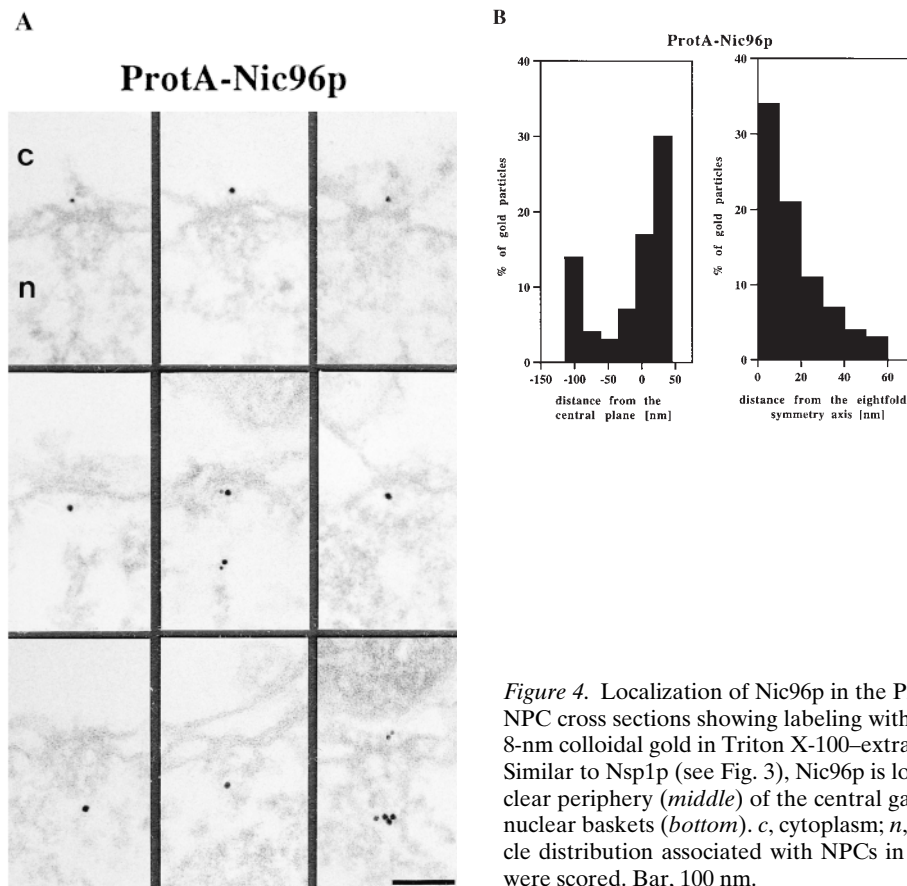 A
ProtA-Nic96p
c
n
B
ProtA-Nic96p
% of gold particles
40
30
20
10
0
-150 -100 -50 0 50
distance from the
central plane [nm]
% of gold particles
40
30
20
10
0
0 20 40 60
distance from the eightfold
symmetry axis [nm]
Figure 4. Localization of Nic96p in the P
NPC cross sections showing labeling with
8-nm colloidal gold in Triton X-100–extra
Similar to Nsp1p (see Fig. 3), Nic96p is lo
clear periphery (middle) of the central ga
nuclear baskets (bottom). c, cytoplasm; n,
cle distribution associated with NPCs in
were scored. Bar, 100 nm.